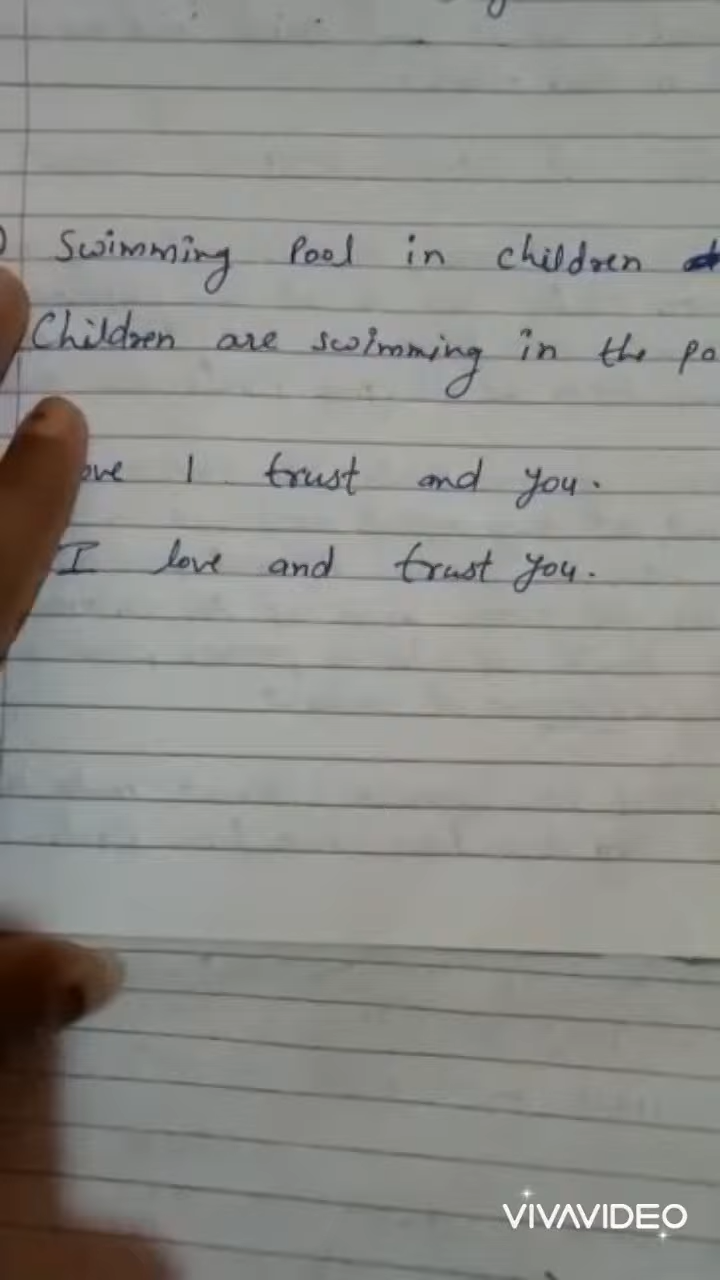 Swimming Pool in children
Children are swimming in the
I trust and you.
I love and trust you.
VIVAVIDEO